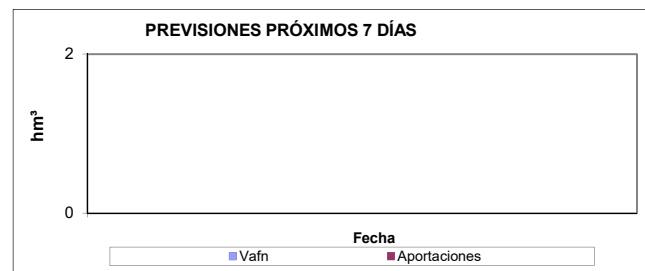 PREVISIONES PRÓXIMOS 7 DÍAS
2
hm³
0
Fecha
Vafn Aportaciones